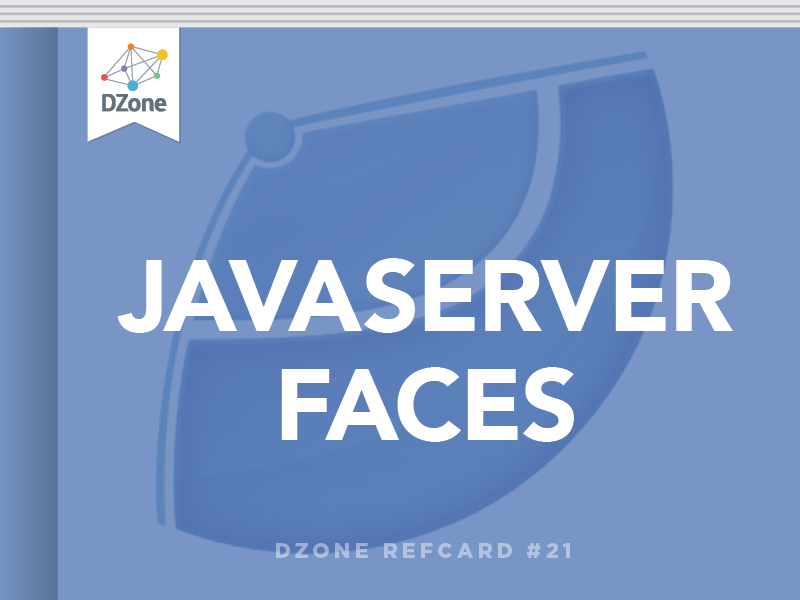 DZone
JAVASERVER
FACES
DZONE REFCARD #21